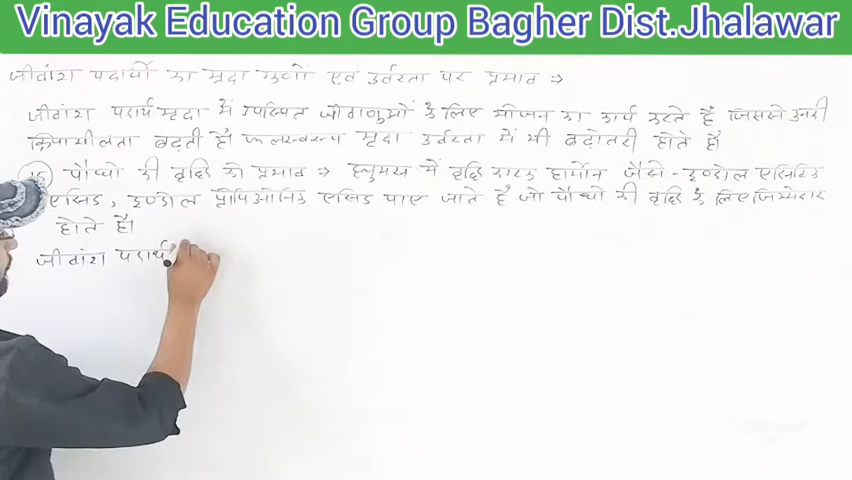 Vinayak Education Group Bagher Dist.Jhalawar
जीवांश पदार्थो का मृदा गुणों एवं उर्वरता पर प्रभाव ⇒
जीवांश पदार्थ मृदा में उपस्थित जीवाणुओं के लिए भोजन का कार्य करते है जिससे उनकी
क्रियाशीलता बढ़ती है। फलस्वरूप मृदा उर्वरता में भी बढ़ोतरी होते है
पौधो की वृद्धि को प्रभाव ⇒ ह्युमस में वृद्धि कारक हार्मोन जैसे - इण्डोल एसिटिक
एसिड, इण्डोल प्रोपिओनिक एसिड पाए जाते है जो पौधो की वृद्धि के लिए जिम्मेदार
होते है।
जीवांश पदार्थ